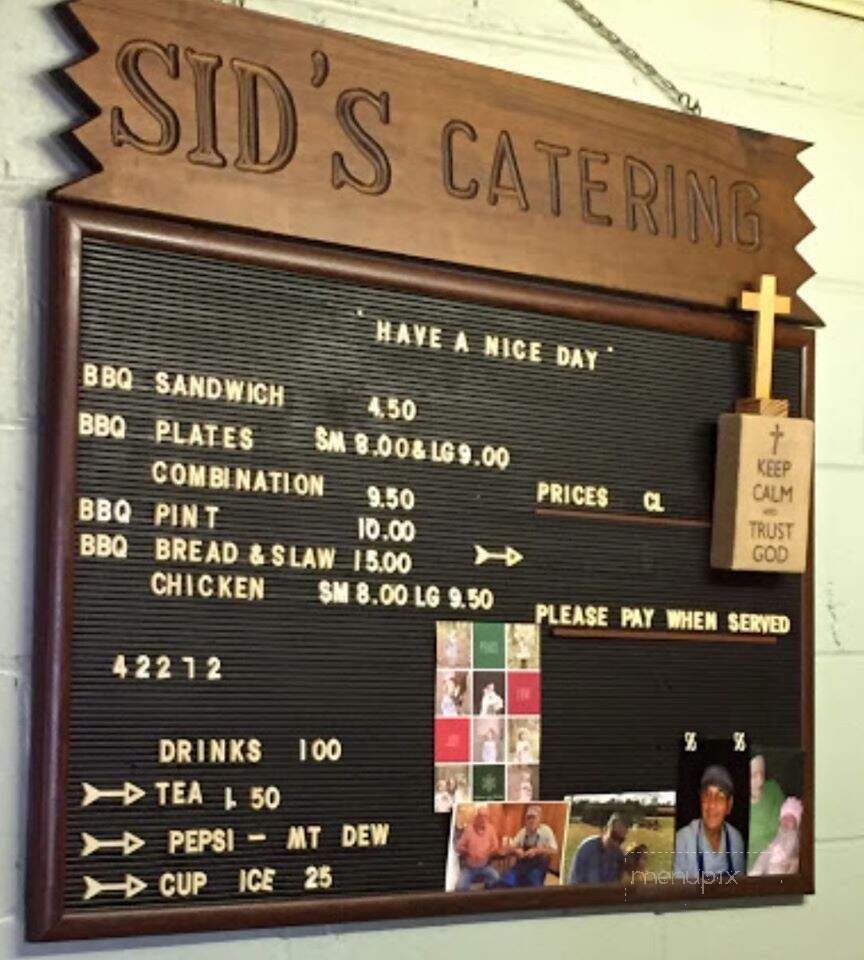 SID'S CATERING
"HAVE A NICE DAY"
BBQ SANDWICH 4.50
BBQ PLATES SM 8.00 & LG 9.00
COMBINATION 9.50
BBQ PINT 10.00
BBQ BREAD & SLAW 15.00
CHICKEN SM 8.00 LG 9.50
PRICES CL
PLEASE PAY WHEN SERVED
KEEP
CALM
AND
TRUST
GOD
42272
DRINKS 100
TEA 1.50
PEPSI - MT DEW
CUP ICE 25
menupix